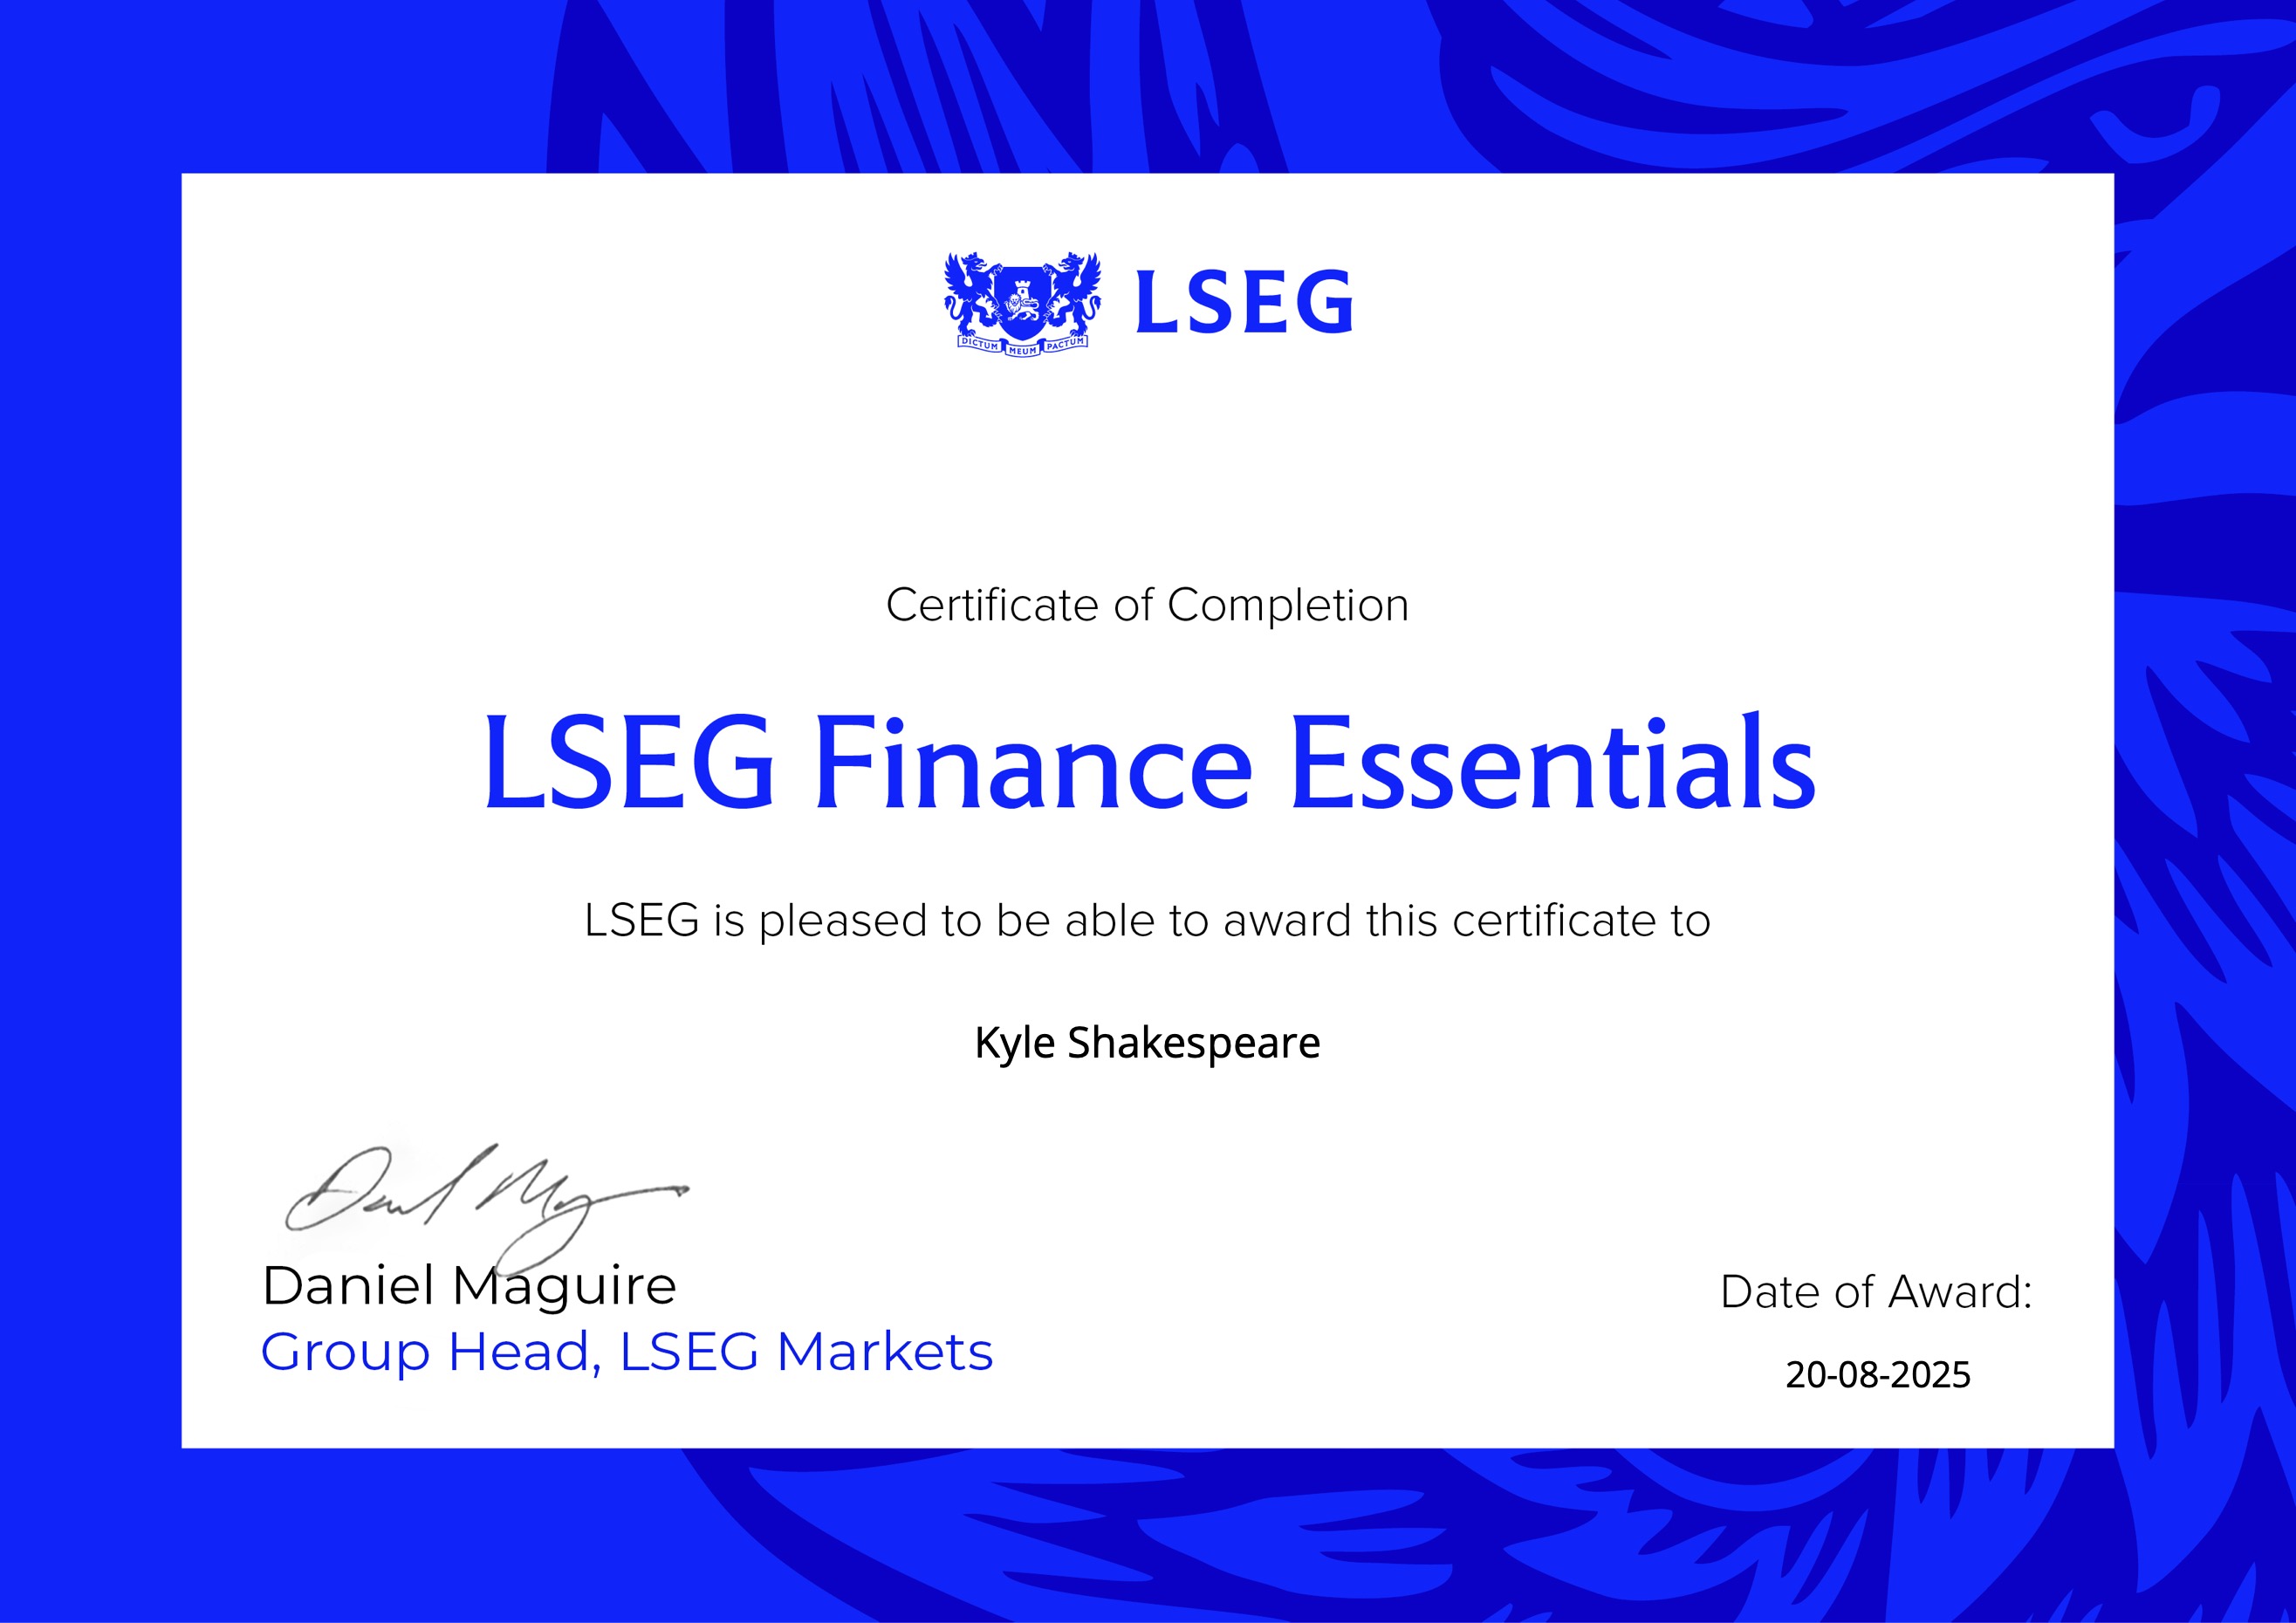 DICTUM MEUM PACTUM
LSEG
Certificate of Completion
LSEG Finance Essentials
LSEG is pleased to be able to award this certificate to
Kyle Shakespeare
Daniel Maguire
Group Head, LSEG Markets
Date of Award:
20-08-2025